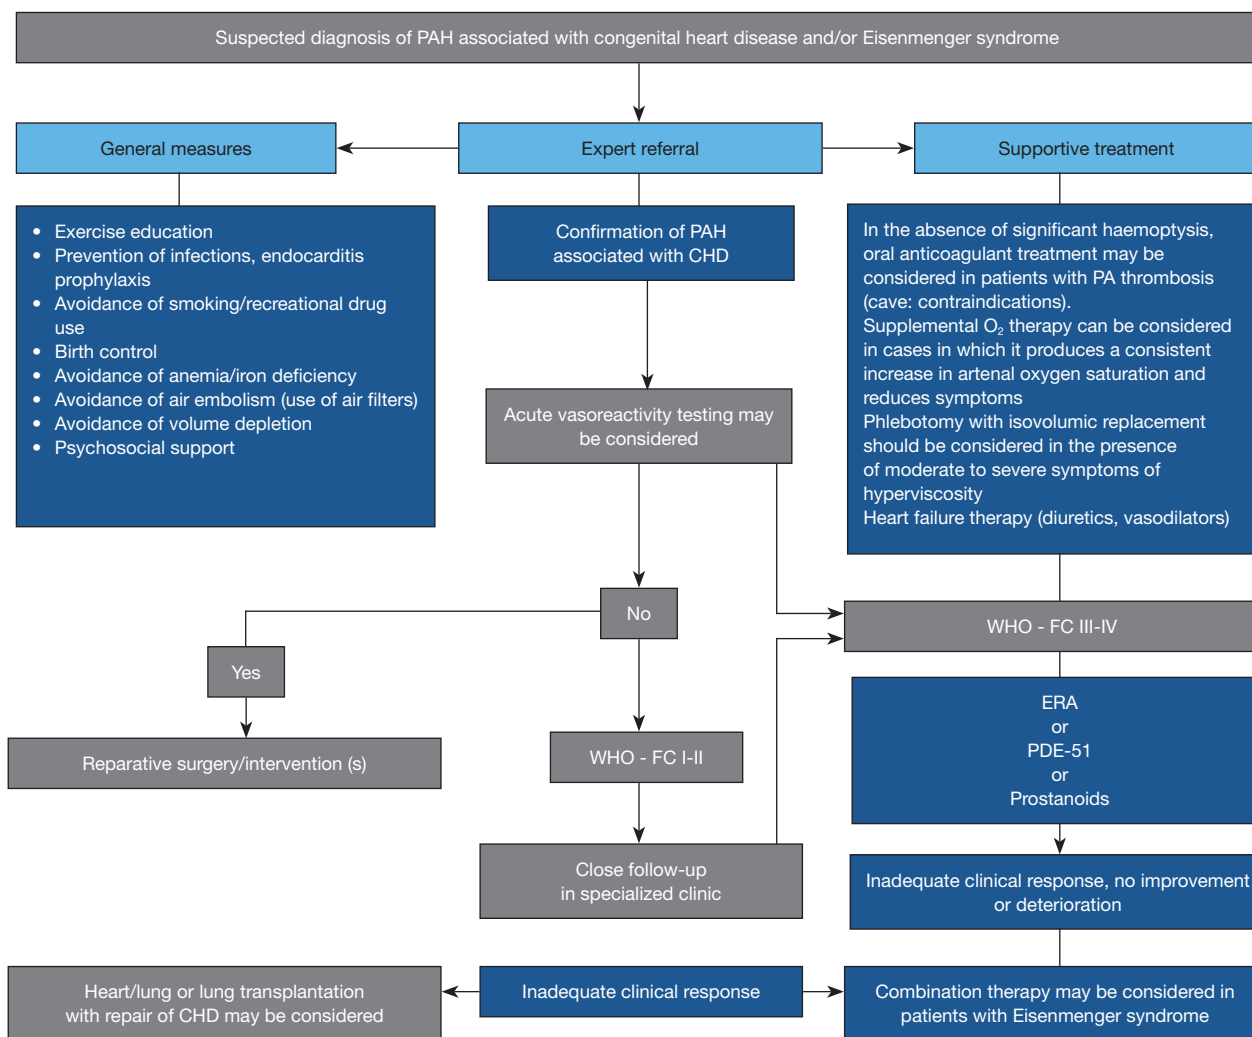 Suspected diagnosis of PAH associated with congenital heart disease and/or Eisenmenger syndrome
General measures
Expert referral
Supportive treatment
• Exercise education
• Prevention of infections, endocarditis
prophylaxis
• Avoidance of smoking/recreational drug
use
• Birth control
• Avoidance of anemia/iron deficiency
• Avoidance of air embolism (use of air filters)
• Avoidance of volume depletion
• Psychosocial support
Confirmation of PAH
associated with CHD
In the absence of significant haemoptysis,
oral anticoagulant treatment may be
considered in patients with PA thrombosis
(cave: contraindications).
Supplemental O₂ therapy can be considered
in cases in which it produces a consistent
increase in artenal oxygen saturation and
reduces symptoms
Phlebotomy with isovolumic replacement
should be considered in the presence
of moderate to severe symptoms of
hyperviscosity
Heart failure therapy (diuretics, vasodilators)
Acute vasoreactivity testing may
be considered
No
WHO - FC III-IV
Yes
Reparative surgery/intervention (s)
WHO - FC I-II
ERA
or
PDE-51
or
Prostanoids
Close follow-up
in specialized clinic
Inadequate clinical response, no improvement
or deterioration
Heart/lung or lung transplantation
with repair of CHD may be considered
Inadequate clinical response
Combination therapy may be considered in
patients with Eisenmenger syndrome